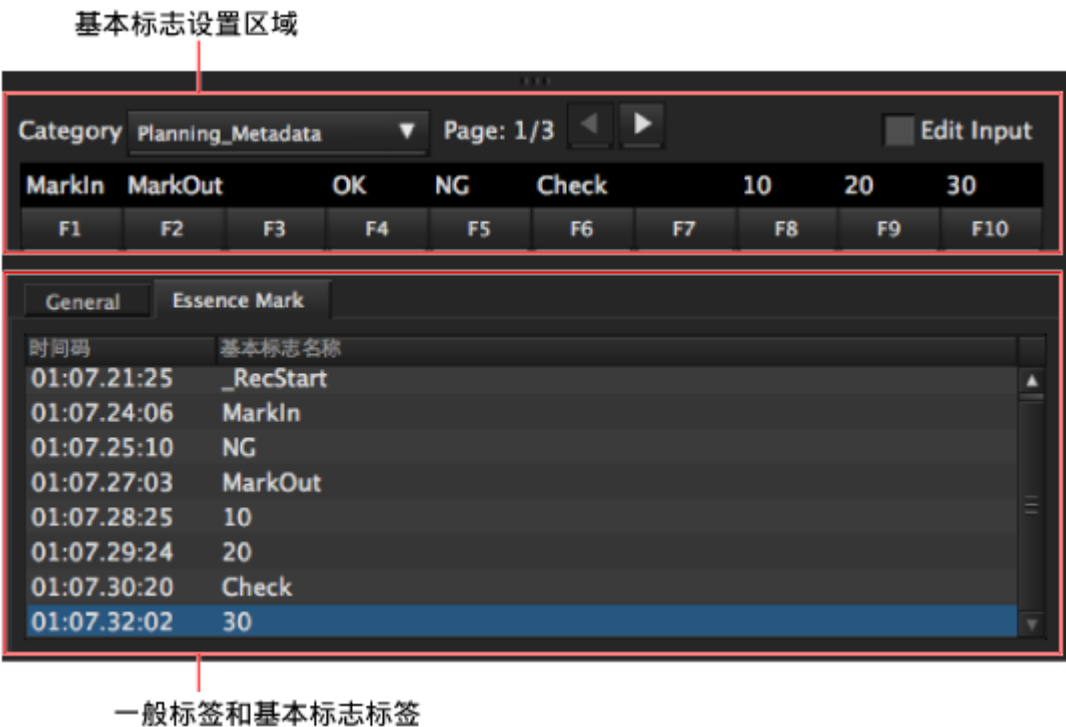 基本标志设置区域
Category Planning_Metadata ▼ Page: 1/3 ◀ ▶ Edit Input
MarkIn MarkOut OK NG Check 10 20 30
F1 F2 F3 F4 F5 F6 F7 F8 F9 F10
General Essence Mark
时间码 基本标志名称
01:07.21:25 _RecStart
01:07.24:06 MarkIn
01:07.25:10 NG
01:07.27:03 MarkOut
01:07.28:25 10
01:07.29:24 20
01:07.30:20 Check
01:07.32:02 30
一般标签和基本标志标签